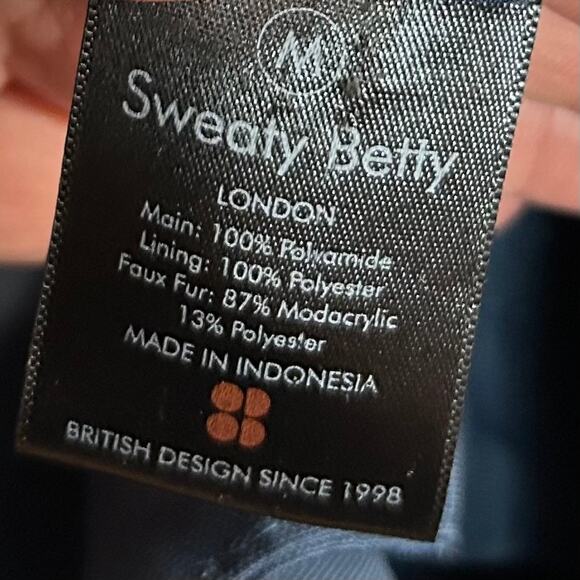 M
Sweaty Betty
LONDON
Main: 100% Polyamide
Lining: 100% Polyester
Faux Fur: 87% Modacrylic
13% Polyester
MADE IN INDONESIA
BRITISH DESIGN SINCE 1998